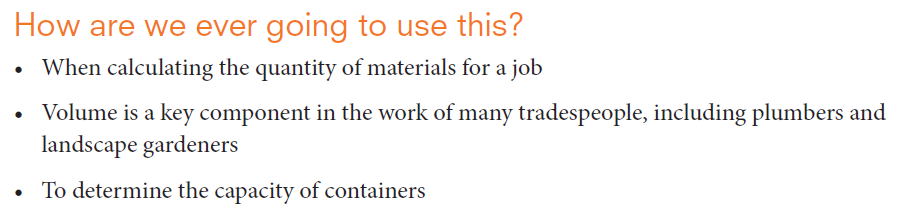 How are we ever going to use this?
• When calculating the quantity of materials for a job
• Volume is a key component in the work of many tradespeople, including plumbers and
landscape gardeners
• To determine the capacity of containers